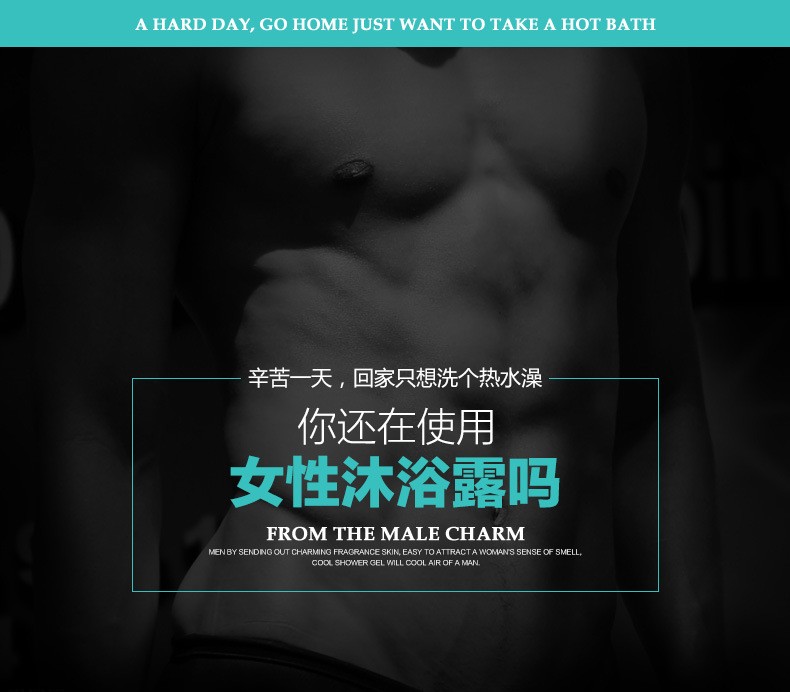 A HARD DAY, GO HOME JUST WANT TO TAKE A HOT BATH
辛苦一天，回家只想洗个热水澡
你还在使用
女性沐浴露吗
FROM THE MALE CHARM
MEN BY SENDING OUT CHARMING FRAGRANCE SKIN, EASY TO ATTRACT A WOMAN'S SENSE OF SMELL,
COOL SHOWER GEL WILL COOL AIR OF A MAN.